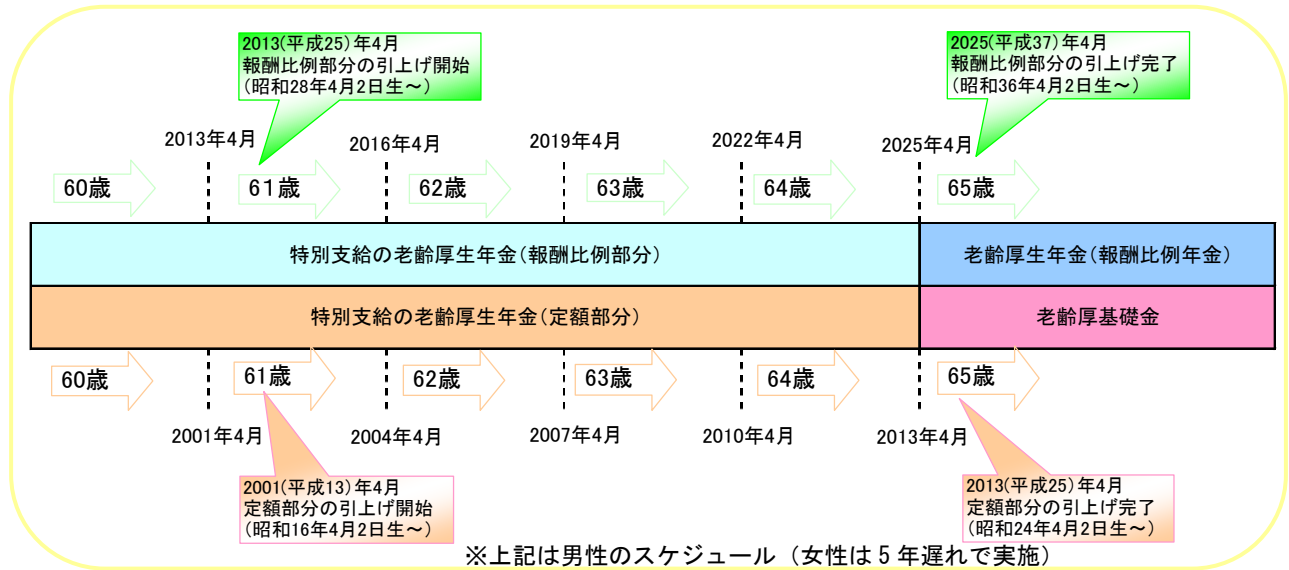 2013(平成25)年4月
報酬比例部分の引上げ開始
(昭和28年4月2日生～)
2025(平成37)年4月
報酬比例部分の引上げ完了
(昭和36年4月2日生～)
2013年4月
2016年4月
2019年4月
2022年4月
2025年4月
60歳
61歳
62歳
63歳
64歳
65歳
特別支給の老齢厚生年金(報酬比例部分)
老齢厚生年金(報酬比例年金)
特別支給の老齢厚生年金(定額部分)
老齢厚基礎金
60歳
61歳
62歳
63歳
64歳
65歳
2001年4月
2004年4月
2007年4月
2010年4月
2013年4月
2001(平成13)年4月
定額部分の引上げ開始
(昭和16年4月2日生～)
2013(平成25)年4月
定額部分の引上げ完了
(昭和24年4月2日生～)
※上記は男性のスケジュール（女性は５年遅れで実施）